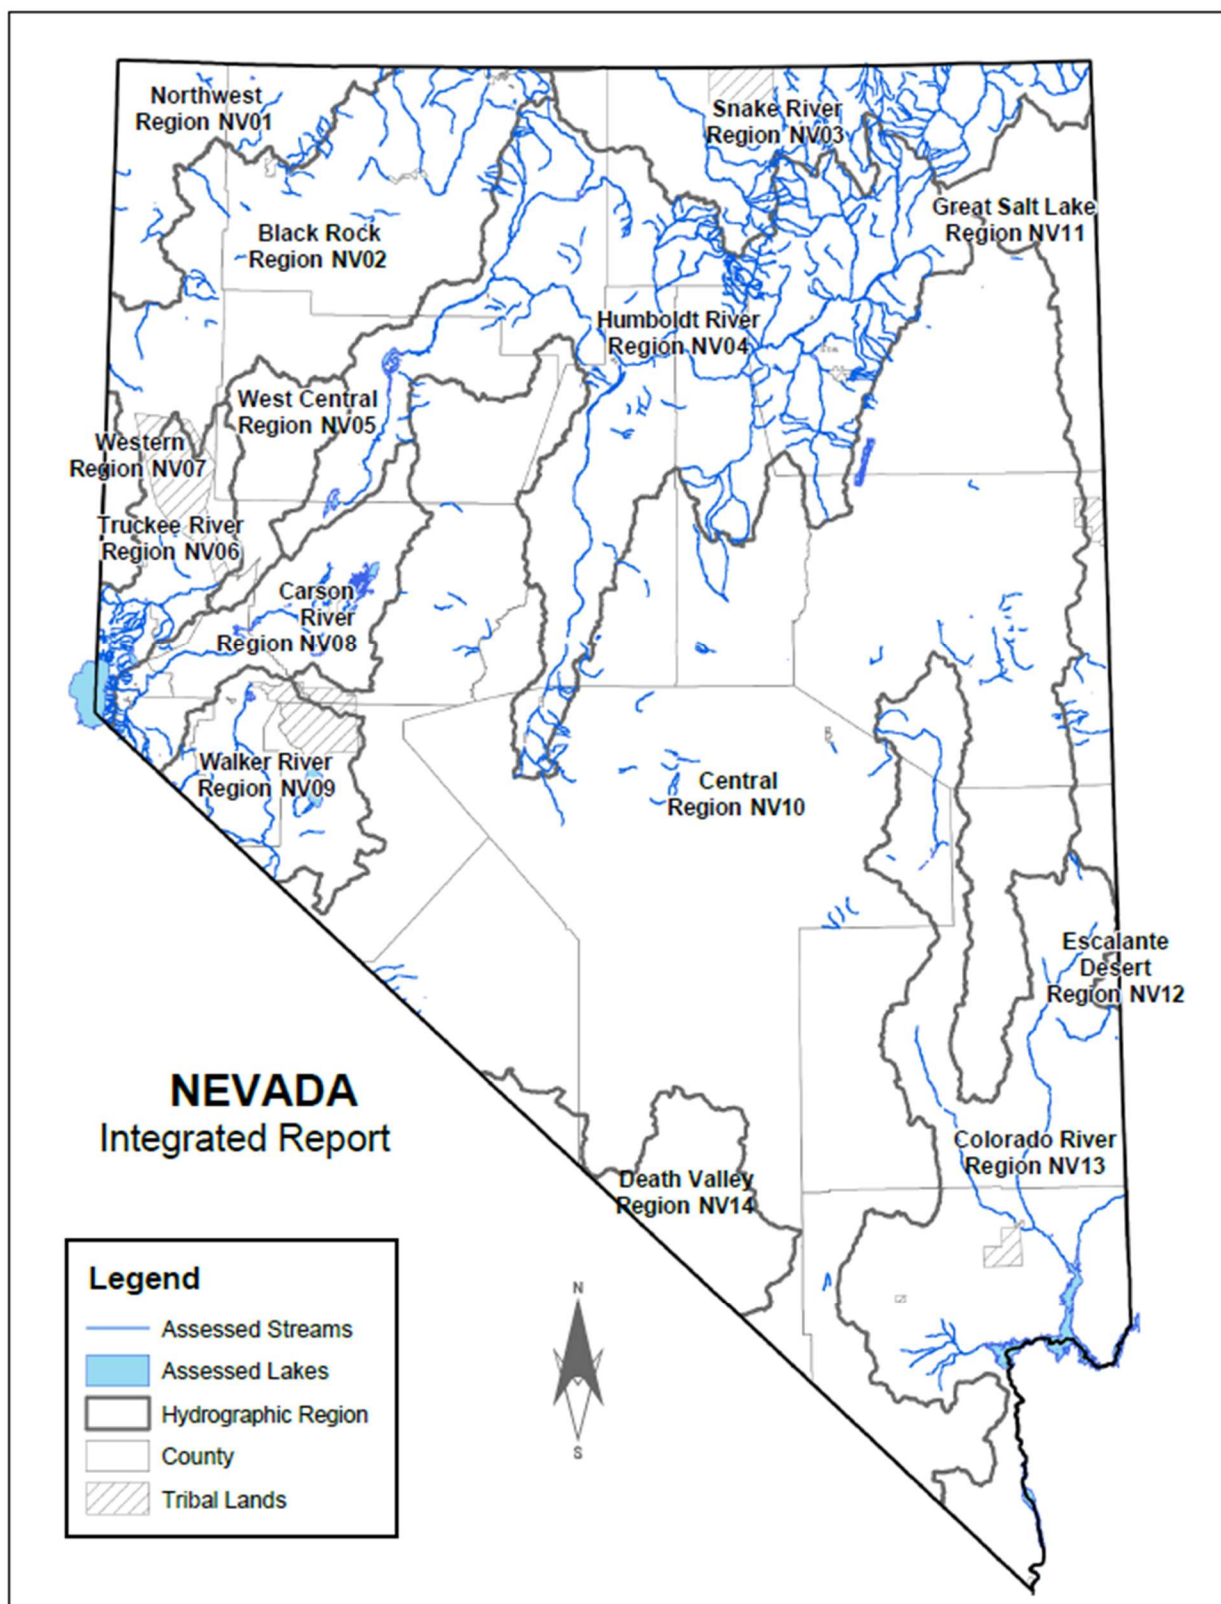 Northwest
Region NV01
Snake River
Region NV03
Great Salt Lake
Region NV11
Black Rock
Region NV02
Humboldt River
Region NV04
West Central
Region NV05
Western
Region NV07
Truckee River
Region NV06
Carson
River
Region NV08
Walker River
Region NV09
Central
Region NV10
Escalante
Desert
Region NV12
NEVADA
Integrated Report
Colorado River
Region NV13
Death Valley
Region NV14
Legend
Assessed Streams
Assessed Lakes
Hydrographic Region
County
Tribal Lands
N
S